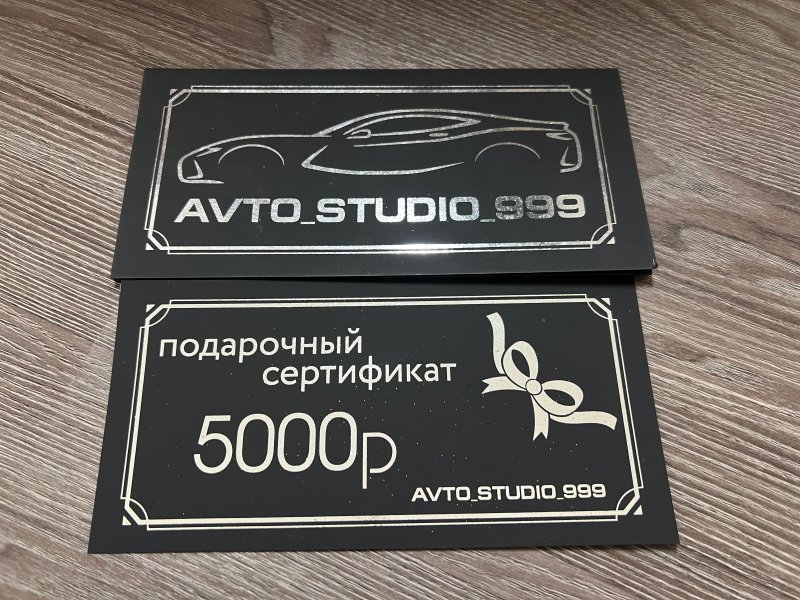 AVTO_STUDIO_999
подарочный
сертификат
5000р
AVTO_STUDIO_999